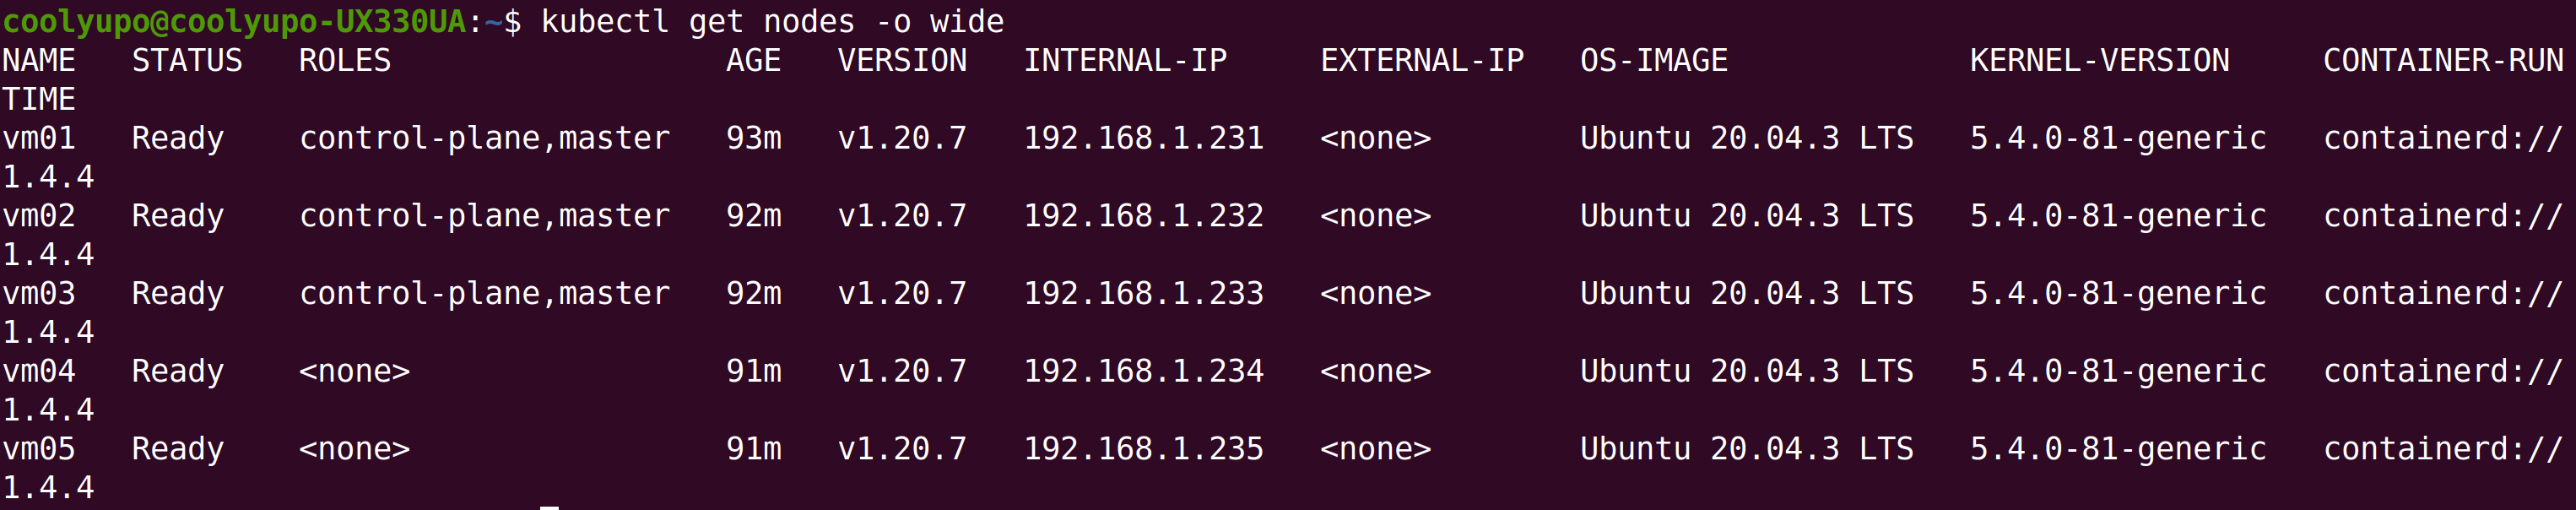 coolyupo@coolyupo-UX330UA:~$ kubectl get nodes -o wide
NAME   STATUS   ROLES                  AGE   VERSION   INTERNAL-IP     EXTERNAL-IP   OS-IMAGE             KERNEL-VERSION     CONTAINER-RUN
TIME
vm01   Ready    control-plane,master   93m   v1.20.7   192.168.1.231   <none>        Ubuntu 20.04.3 LTS   5.4.0-81-generic   containerd://
1.4.4
vm02   Ready    control-plane,master   92m   v1.20.7   192.168.1.232   <none>        Ubuntu 20.04.3 LTS   5.4.0-81-generic   containerd://
1.4.4
vm03   Ready    control-plane,master   92m   v1.20.7   192.168.1.233   <none>        Ubuntu 20.04.3 LTS   5.4.0-81-generic   containerd://
1.4.4
vm04   Ready    <none>                 91m   v1.20.7   192.168.1.234   <none>        Ubuntu 20.04.3 LTS   5.4.0-81-generic   containerd://
1.4.4
vm05   Ready    <none>                 91m   v1.20.7   192.168.1.235   <none>        Ubuntu 20.04.3 LTS   5.4.0-81-generic   containerd://
1.4.4